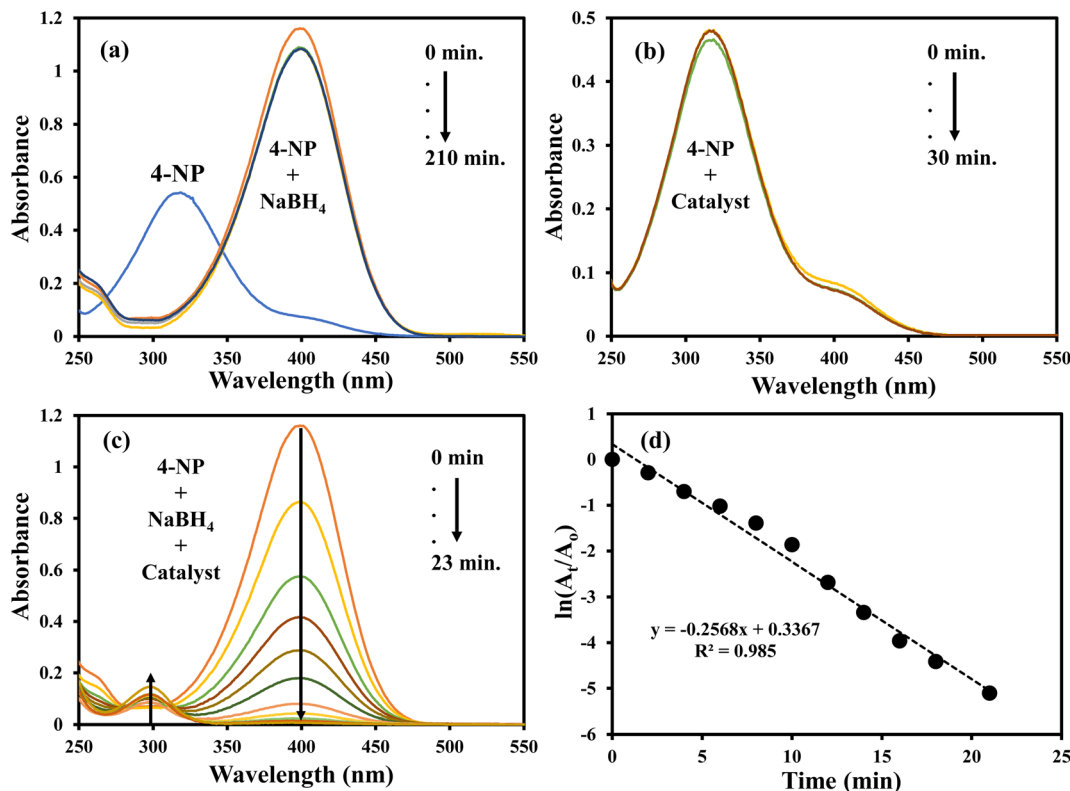 (a)
0 min.
.
.
.
210 min.
4-NP
4-NP
+
NaBH₄
Absorbance
0
0.2
0.4
0.6
0.8
1
1.2
250
300
350
400
450
500
550
Wavelength (nm)
(b)
0 min.
.
.
.
30 min.
4-NP
+
Catalyst
Absorbance
0
0.1
0.2
0.3
0.4
0.5
250
300
350
400
450
500
550
Wavelength (nm)
(c)
4-NP
+
NaBH₄
+
Catalyst
0 min
.
.
.
23 min.
Absorbance
0
0.2
0.4
0.6
0.8
1
1.2
250
300
350
400
450
500
550
Wavelength (nm)
(d)
y = -0.2568x + 0.3367
R² = 0.985
ln(Aₜ/Aₒ)
1
0
-1
-2
-3
-4
-5
-6
0
5
10
15
20
25
Time (min)